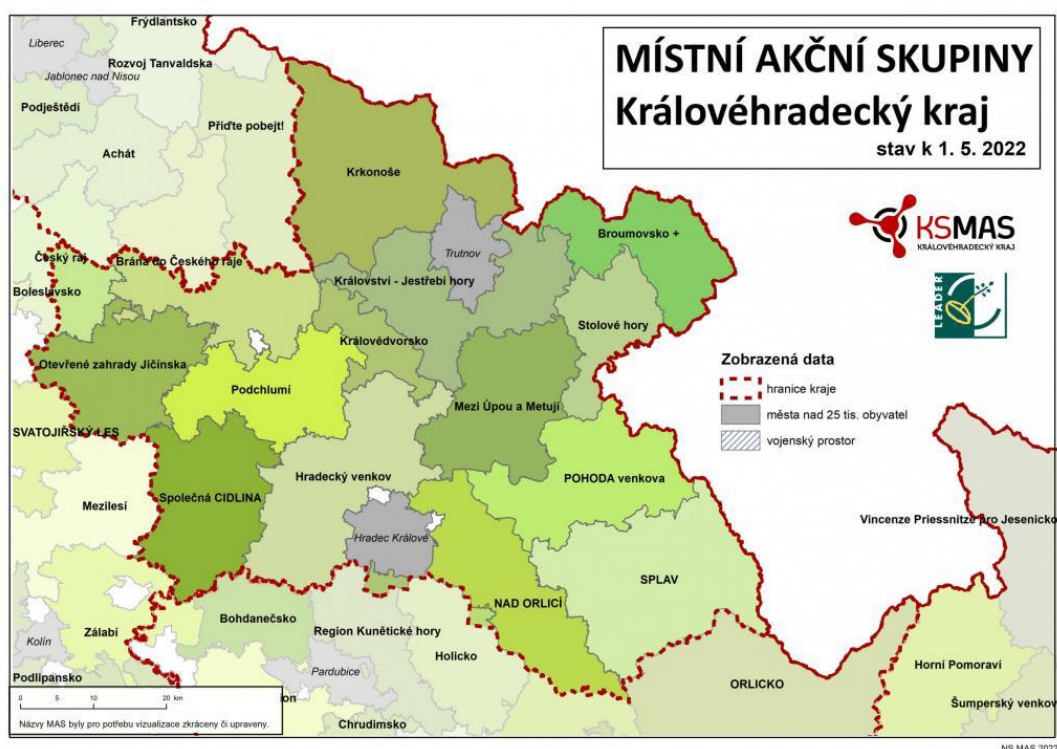 MÍSTNÍ AKČNÍ SKUPINY
Královéhradecký kraj
stav k 1. 5. 2022
Frýdlantsko
Liberec
Rozvoj Tanvaldska
Jablonec nad Nisou
Podještědí
Přiďte pobejt!
Achát
Krkonoše
KSMAS
KRÁLOVÉHRADECKÝ KRAJ
LEADER
Broumovsko +
Trutnov
Český ráj
Brána do Českého ráje
Království - Jestřebí hory
Boleslavsko
Stolové hory
Královédvorsko
Otevřené zahrady Jičínska
Podchlumí
Mezi Úpou a Metují
Zobrazená data
hranice kraje
města nad 25 tis. obyvatel
vojenský prostor
SVATOJIŘSKÝ LES
Hradecký venkov
POHODA venkova
Společná CIDLINA
Mezilesí
Vincenze Priessnitze pro Jesenicko
Hradec Králové
SPLAV
NAD ORLICÍ
Bohdanečsko
Region Kunětické hory
Zálabí
Kolín
Holicko
Pardubice
Horní Pomoraví
Podlipansko
ORLICKO
Šumperský venkov
ion
Chrudimsko
0 5 10 20 km
Názvy MAS byly pro potřebu vizualizace zkráceny či upraveny.
NS MAS 2022